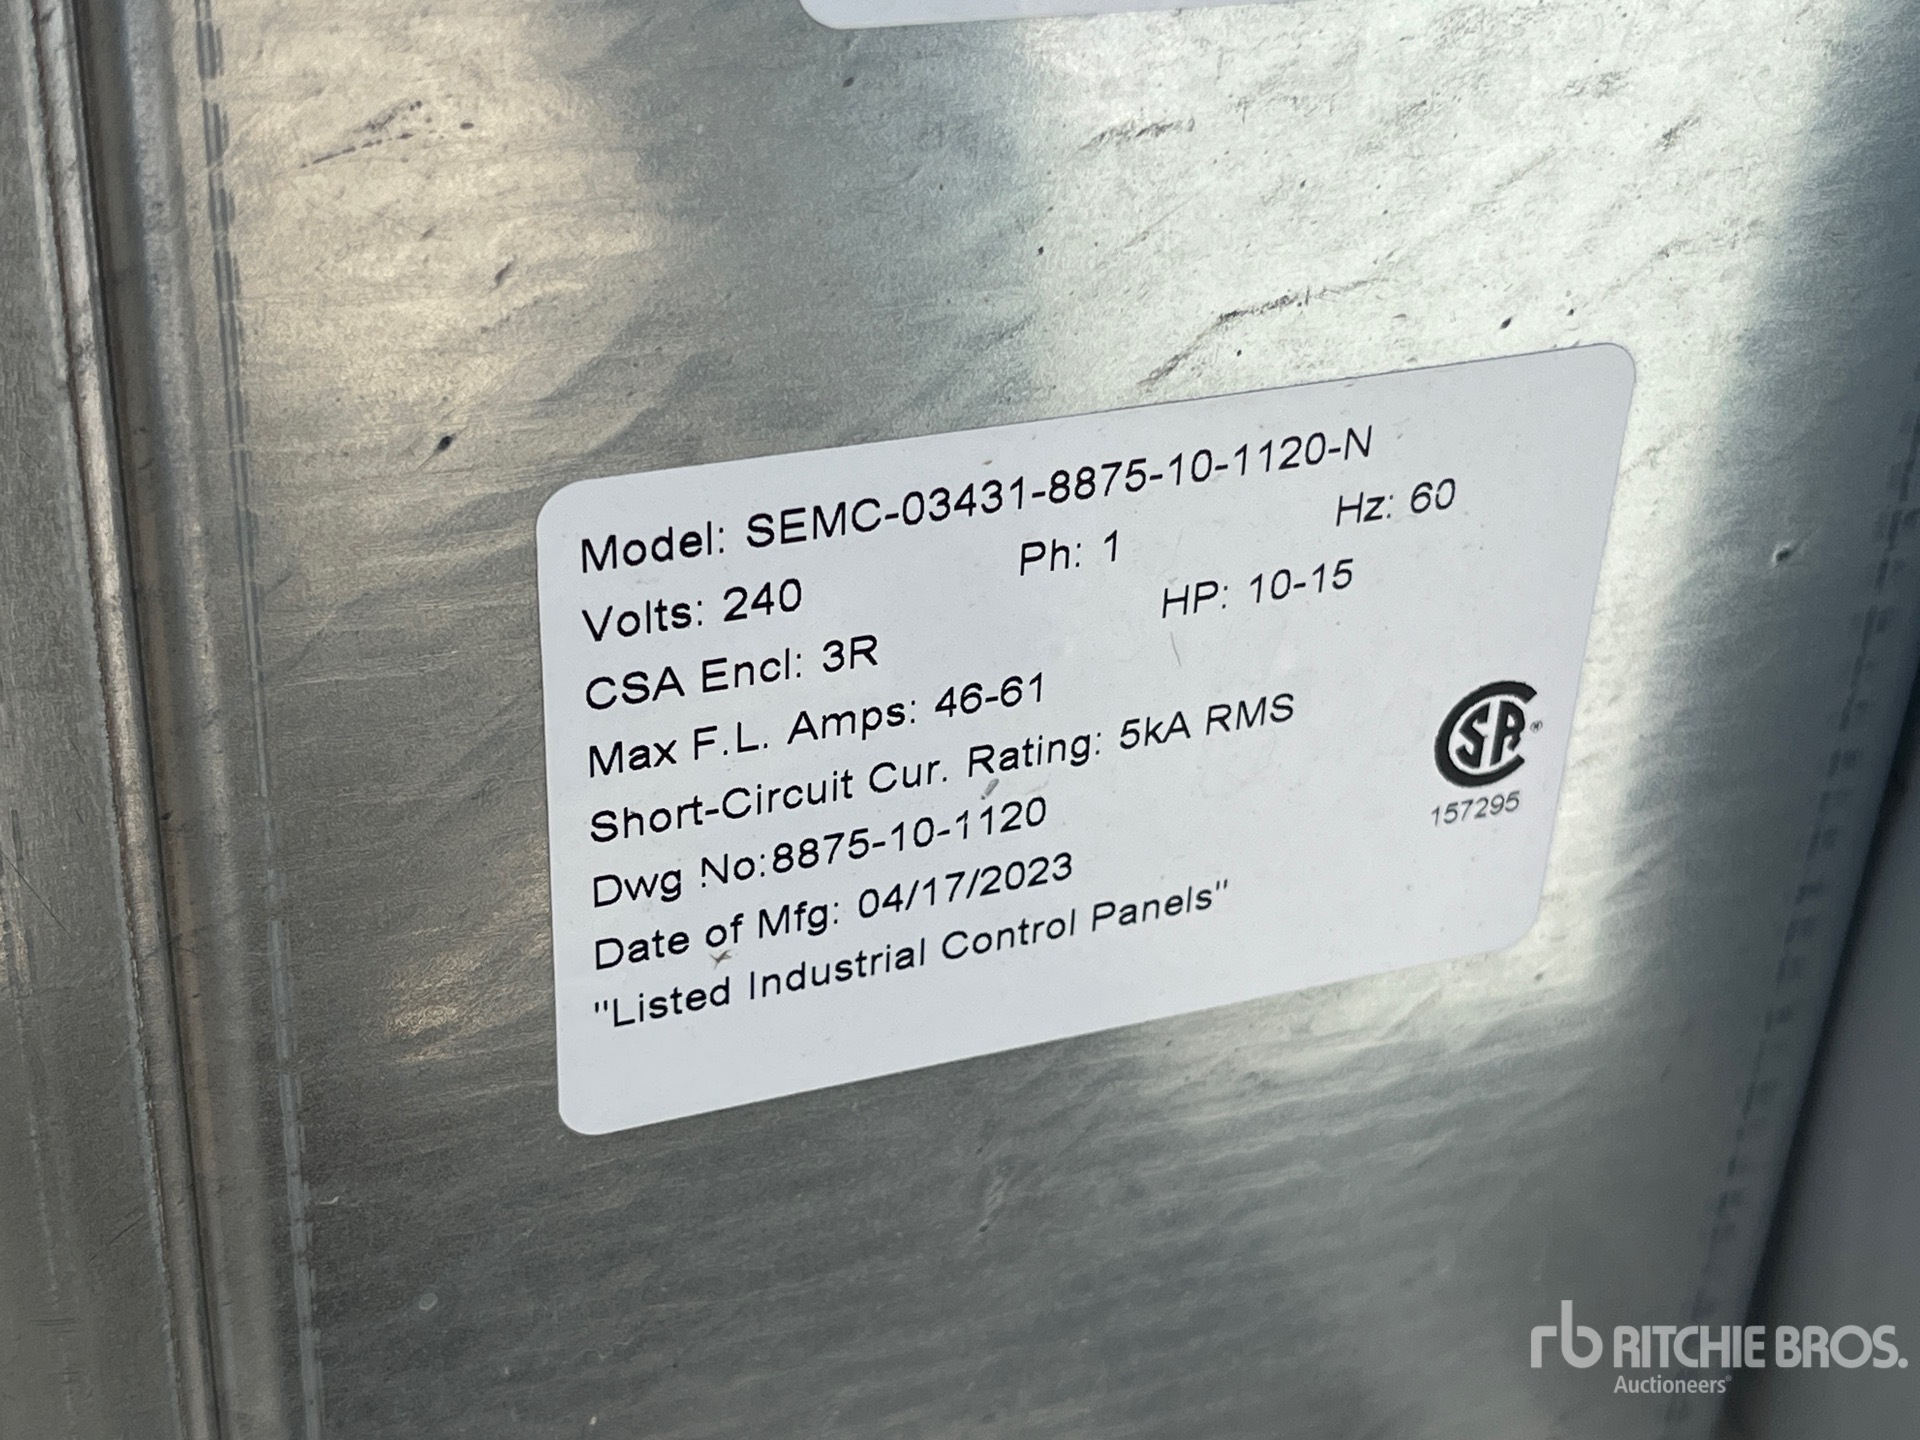 Model: SEMC-03431-8875-10-1120-N
Volts: 240 Ph: 1 Hz: 60
CSA Encl: 3R HP: 10-15
Max F.L. Amps: 46-61
Short-Circuit Cur. Rating: 5kA RMS
Dwg No:8875-10-1120
Date of Mfg: 04/17/2023
"Listed Industrial Control Panels"
SA ®
157295
rb RITCHIE BROS.
Auctioneers